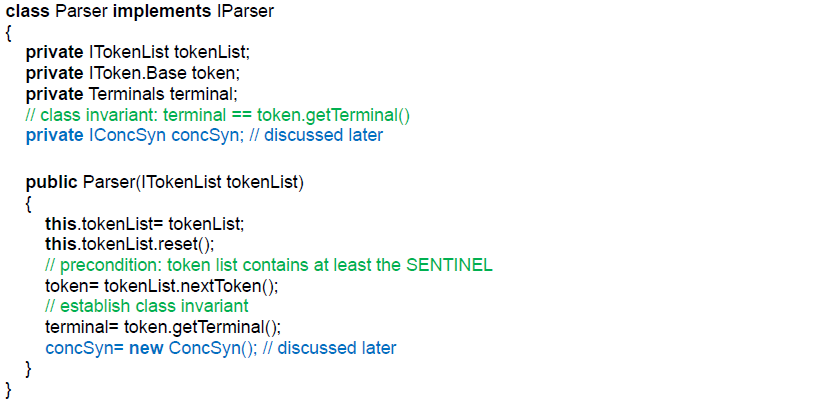 class Parser implements IParser
{
private ITokenList tokenList;
private IToken.Base token;
private Terminals terminal;
// class invariant: terminal == token.getTerminal()
private IConcSyn concSyn; // discussed later
public Parser(ITokenList tokenList)
{
this.tokenList= tokenList;
this.tokenList.reset();
// precondition: token list contains at least the SENTINEL
token= tokenList.nextToken();
// establish class invariant
terminal= token.getTerminal();
concSyn= new ConcSyn(); // discussed later
}
}